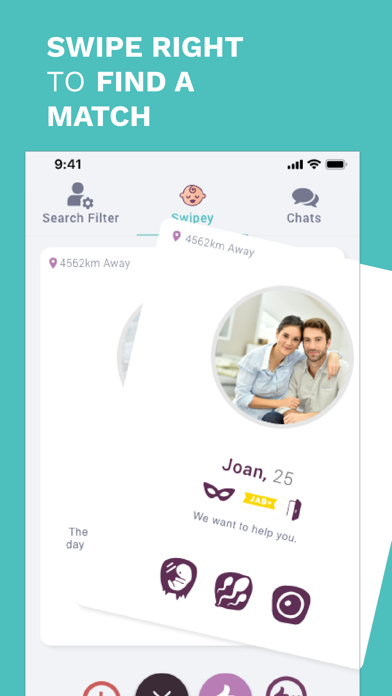 SWIPE RIGHT
TO FIND A
MATCH
9:41
Search Filter
Swipey
Chats
4562km Away
4562km Away
Joan, 25
JAB+
We want to help you.
The
day